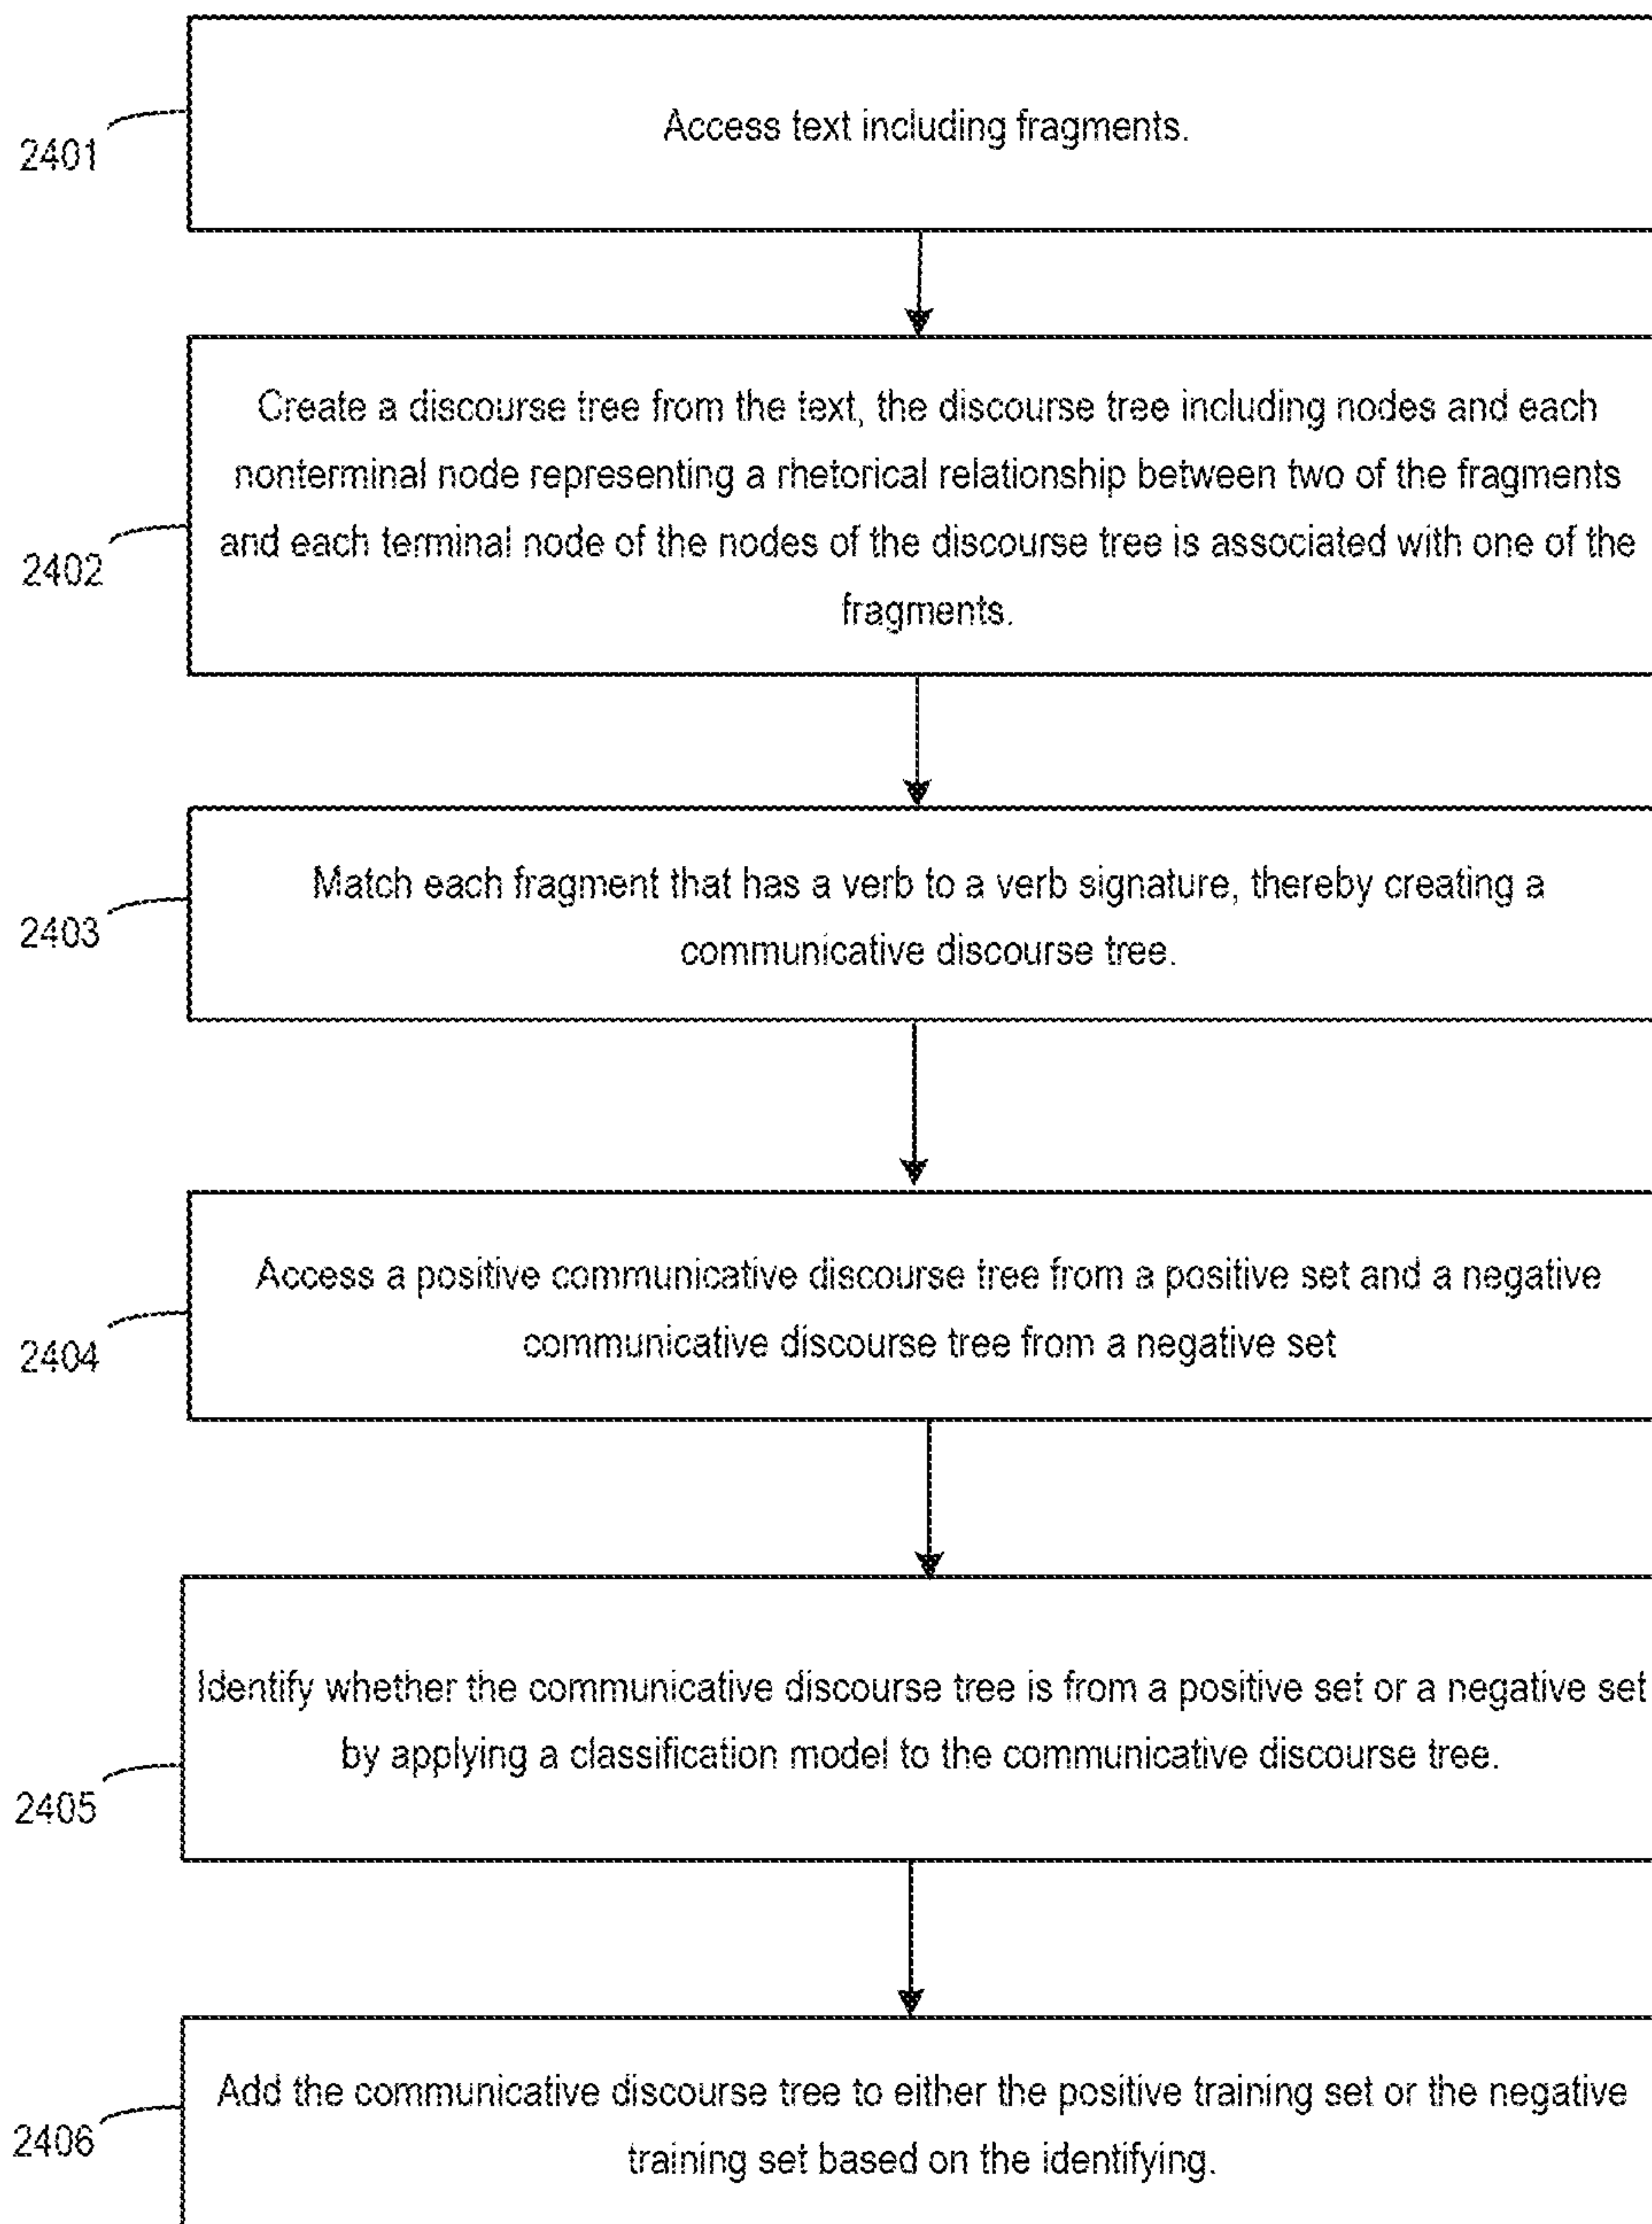 Access text including fragments.
2401
Create a discourse tree from the text, the discourse tree including nodes and each
nonterminal node representing a rhetorical relationship between two of the fragments
and each terminal node of the nodes of the discourse tree is associated with one of the
fragments.
2402
Match each fragment that has a verb to a verb signature, thereby creating a
communicative discourse tree.
2403
Access a positive communicative discourse tree from a positive set and a negative
communicative discourse tree from a negative set
2404
Identify whether the communicative discourse tree is from a positive set or a negative set
by applying a classification model to the communicative discourse tree.
2405
Add the communicative discourse tree to either the positive training set or the negative
training set based on the identifying.
2406